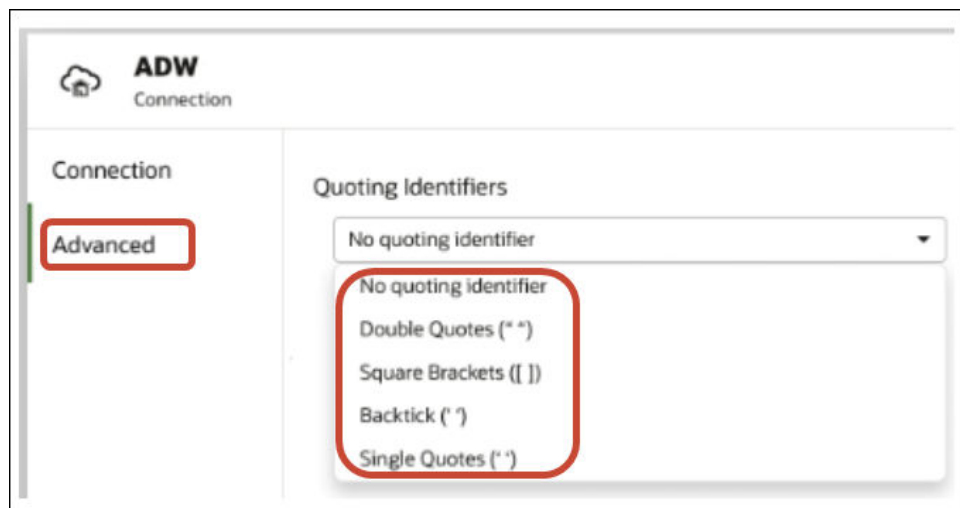 ADW
Connection
Connection
Advanced
Quoting Identifiers
No quoting identifier
No quoting identifier
Double Quotes (“ “)
Square Brackets ([ ])
Backtick (‘ ‘)
Single Quotes (‘ ‘)